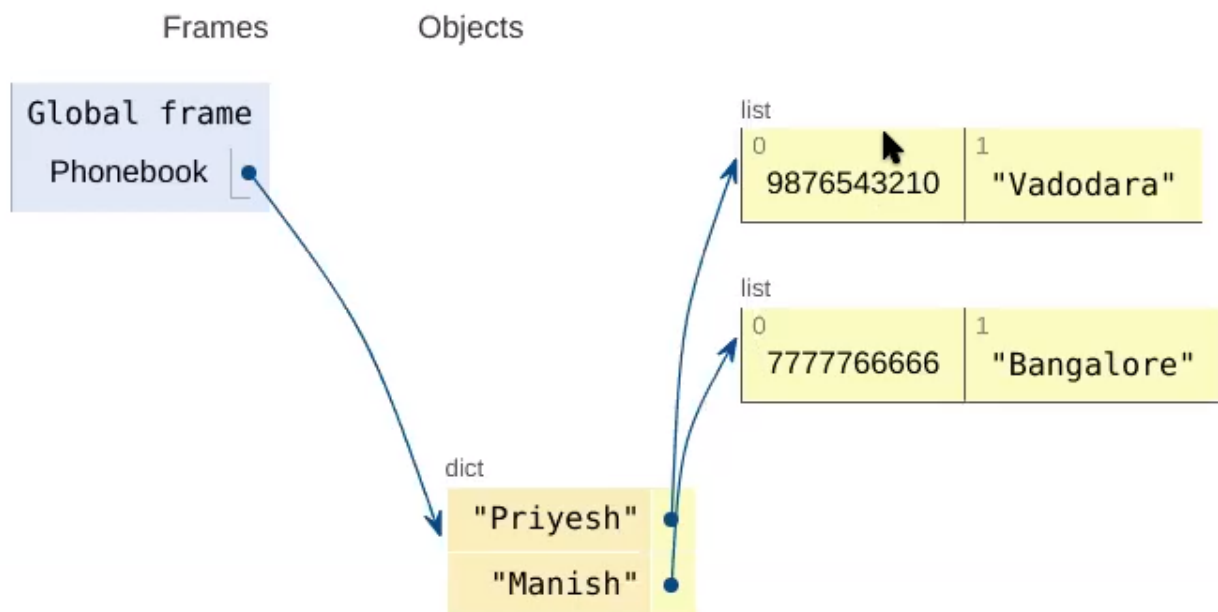 Frames Objects
Global frame
Phonebook
list
0 1
9876543210 "Vadodara"
list
0 1
7777766666 "Bangalore"
dict
"Priyesh"
"Manish"